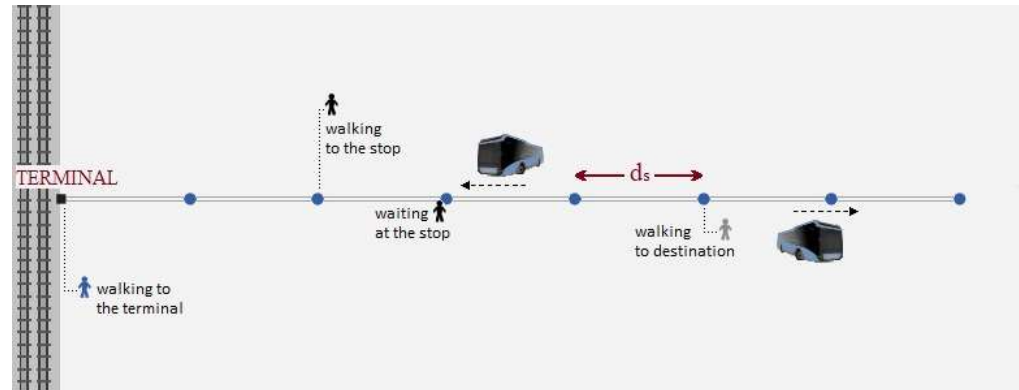 walking
to the stop
TERMINAL
ds
waiting
at the stop
walking
to destination
walking to
the terminal